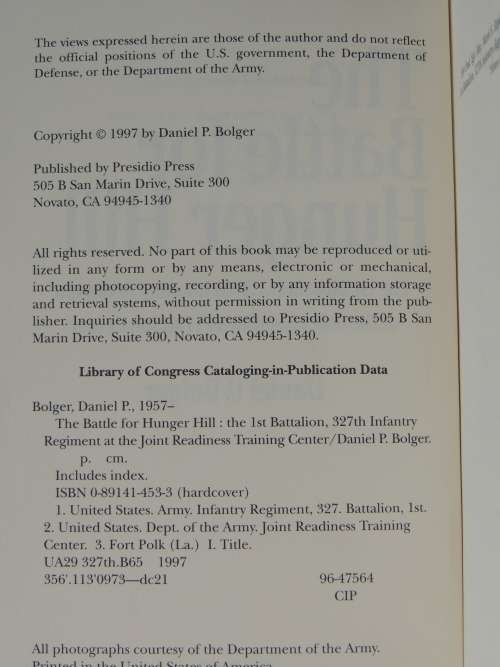 The views expressed herein are those of the author and do not reflect
the official positions of the U.S. government, the Department of
Defense, or the Department of the Army.
Copyright © 1997 by Daniel P. Bolger
Published by Presidio Press
505 B San Marin Drive, Suite 300
Novato, CA 94945-1340
All rights reserved. No part of this book may be reproduced or uti-
lized in any form or by any means, electronic or mechanical,
including photocopying, recording, or by any information storage
and retrieval systems, without permission in writing from the pub-
lisher. Inquiries should be addressed to Presidio Press, 505 B San
Marin Drive, Suite 300, Novato, CA 94945-1340.
Library of Congress Cataloging-in-Publication Data
Bolger, Daniel P., 1957–
The Battle for Hunger Hill : the 1st Battalion, 327th Infantry
Regiment at the Joint Readiness Training Center/Daniel P. Bolger.
p. cm.
Includes index.
ISBN 0-89141-453-3 (hardcover)
1. United States. Army. Infantry Regiment, 327. Battalion, 1st.
2. United States. Dept. of the Army. Joint Readiness Training
Center. 3. Fort Polk (La.) I. Title.
UA29 327th.B65 1997
356'.113'0973—dc21 96-47564
CIP
All photographs courtesy of the Department of the Army.
Printed in the United States of America